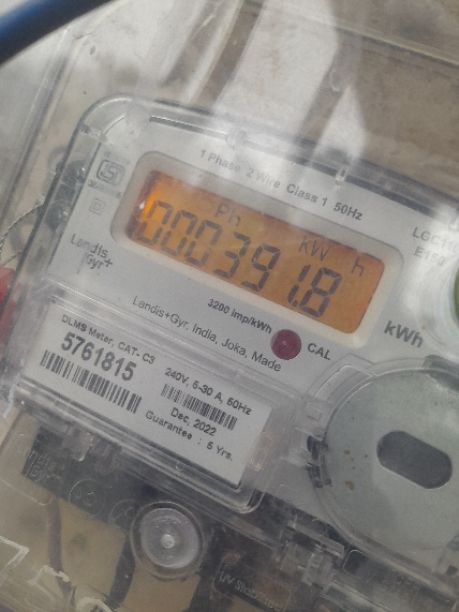 1 Phase 2 Wire Class 1 50Hz
Ph
kW h
000391.8
Landis+
Gyr
3200 imp/kWh
kWh
Landis+Gyr, India, Joka, Made
CAL
DLMS Meter, CAT- C3
5761815
240V, 5-30 A, 50Hz
Dec, 2022
Guarantee : 5 Yrs.